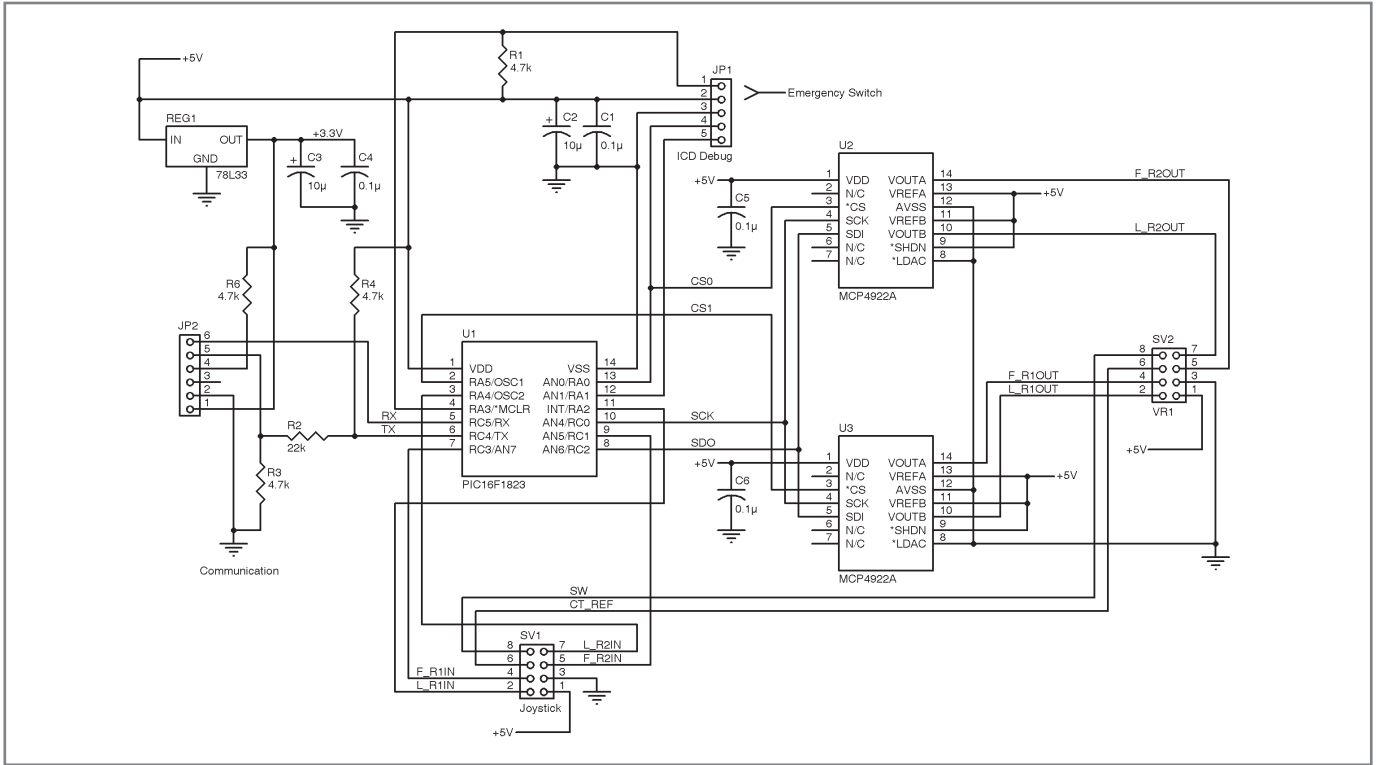 +5V
REG1
IN
OUT
GND
78L33
+3.3V
C3
10µ
C4
0.1µ
R1
4.7k
C2
10µ
C1
0.1µ
JP1
1
2
3
4
5
ICD Debug
Emergency Switch
R6
4.7k
R4
4.7k
JP2
6
5
4
3
2
1
R2
22k
R3
4.7k
Communication
RX
TX
U1
1 VDD VSS 14
2 RA5/OSC1 AN0/RA0 13
3 RA4/OSC2 AN1/RA1 12
4 RA3/*MCLR INT/RA2 11
5 RC5/RX AN4/RC0 10
6 RC4/TX AN5/RC1 9
7 RC3/AN7 AN6/RC2 8
PIC16F1823
CS0
CS1
SCK
SDO
+5V
C5
0.1µ
U2
1 VDD VOUTA 14
2 N/C VREFA 13
3 *CS AVSS 12
4 SCK VREFB 11
5 SDI VOUTB 10
6 N/C *SHDN 9
7 N/C *LDAC 8
MCP4922A
+5V
F_R2OUT
L_R2OUT
+5V
C6
0.1µ
U3
1 VDD VOUTA 14
2 N/C VREFA 13
3 *CS AVSS 12
4 SCK VREFB 11
5 SDI VOUTB 10
6 N/C *SHDN 9
7 N/C *LDAC 8
MCP4922A
+5V
F_R1OUT
L_R1OUT
SV2
8 7
6 5
4 3
2 1
VR1
+5V
SW
CT_REF
SV1
8 7 L_R2IN
6 5 F_R2IN
F_R1IN 4 3
L_R1IN 2 1
Joystick
+5V